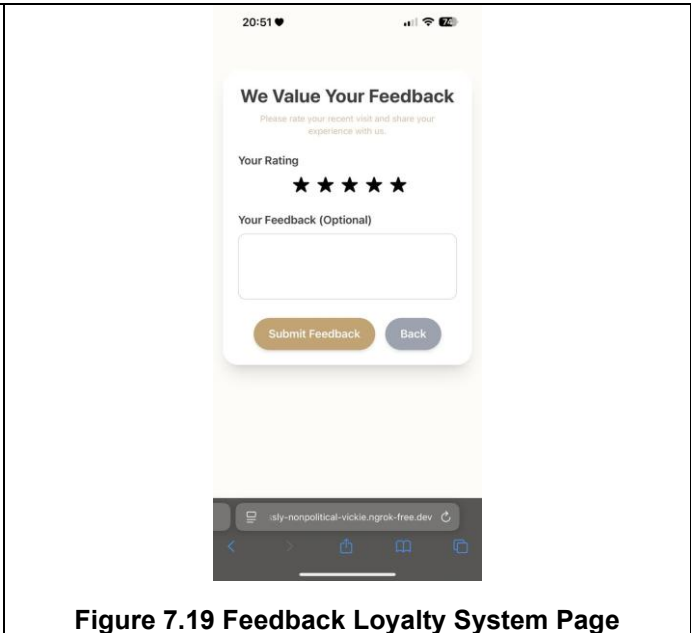 20:51
74
We Value Your Feedback
Please rate your recent visit and share your
experience with us.
Your Rating
Your Feedback (Optional)
Submit Feedback
Back
sly-nonpolitical-vickie.ngrok-free.dev
Figure 7.19 Feedback Loyalty System Page